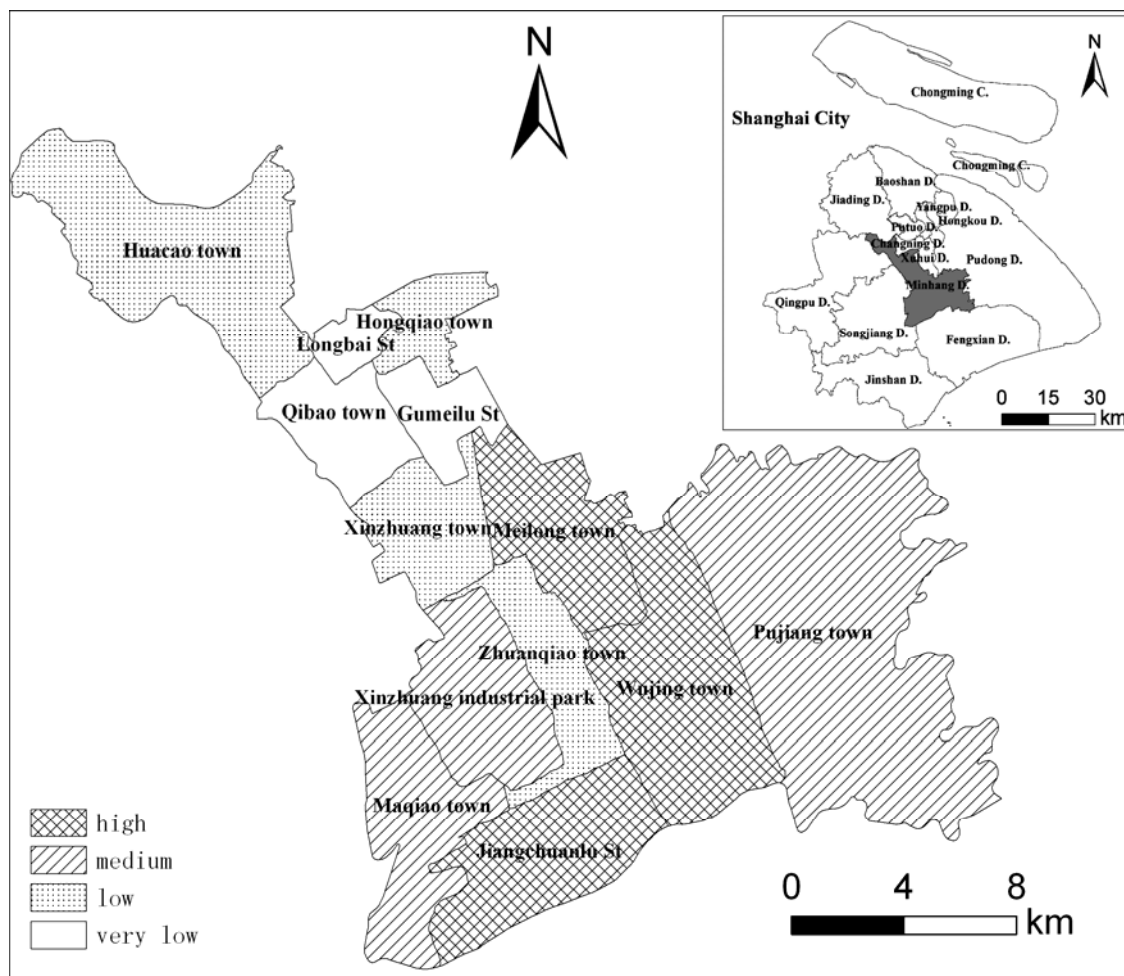 N
Huacao town
Hongqiao town
Longbai St
Qibao town
Gumeilu St
Xinzhuang town
Meilong town
Zhuanqiao town
Pujiang town
Wujing town
Xinzhuang industrial park
Maqiao town
Jiangchuanlu St
high
medium
low
very low
0 4 8
km
N
Shanghai City
Chongming C.
Chongming C.
Baoshan D.
Jiading D.
Yangpu D.
Hongkou D.
Putuo D.
Changning D.
Xuhui D.
Pudong D.
Minhang D.
Qingpu D.
Songjiang D.
Fengxian D.
Jinshan D.
0 15 30
km